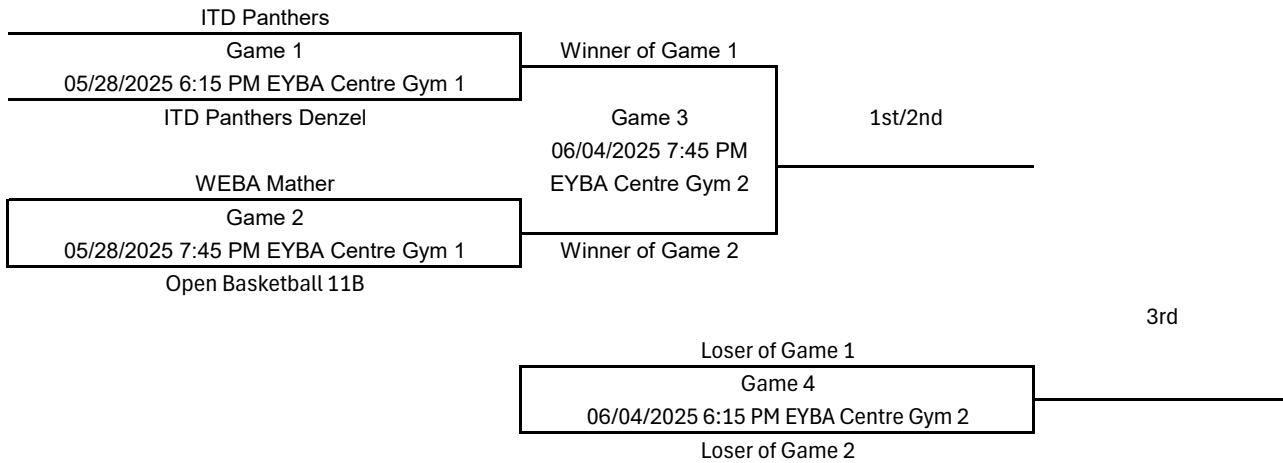 ITD Panthers
Game 1
05/28/2025 6:15 PM EYBA Centre Gym 1
ITD Panthers Denzel
Winner of Game 1
Game 3
06/04/2025 7:45 PM
EYBA Centre Gym 2
1st/2nd
WEBA Mather
Game 2
05/28/2025 7:45 PM EYBA Centre Gym 1
Open Basketball 11B
Winner of Game 2
3rd
Loser of Game 1
Game 4
06/04/2025 6:15 PM EYBA Centre Gym 2
Loser of Game 2